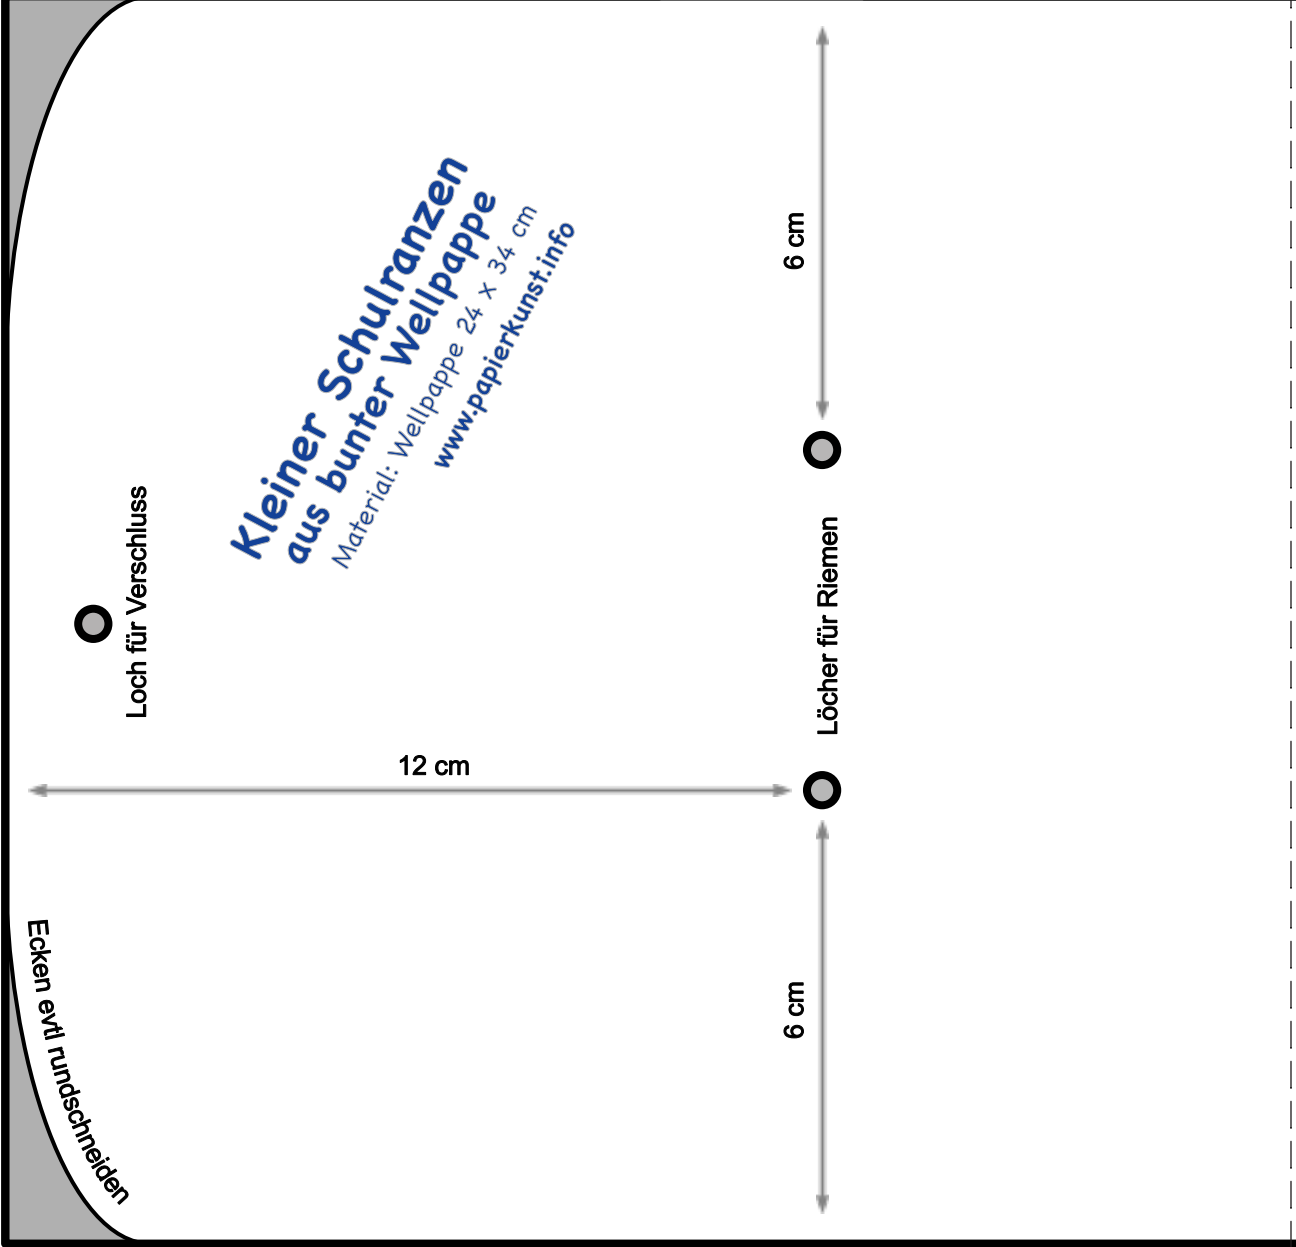 Kleiner Schulranzen
aus bunter Wellpappe
Material: Wellpappe 24 x 34 cm
www.papierkunst.info
6 cm
Loch für Verschluss
Löcher für Riemen
12 cm
6 cm
Ecken evtl rundschneiden